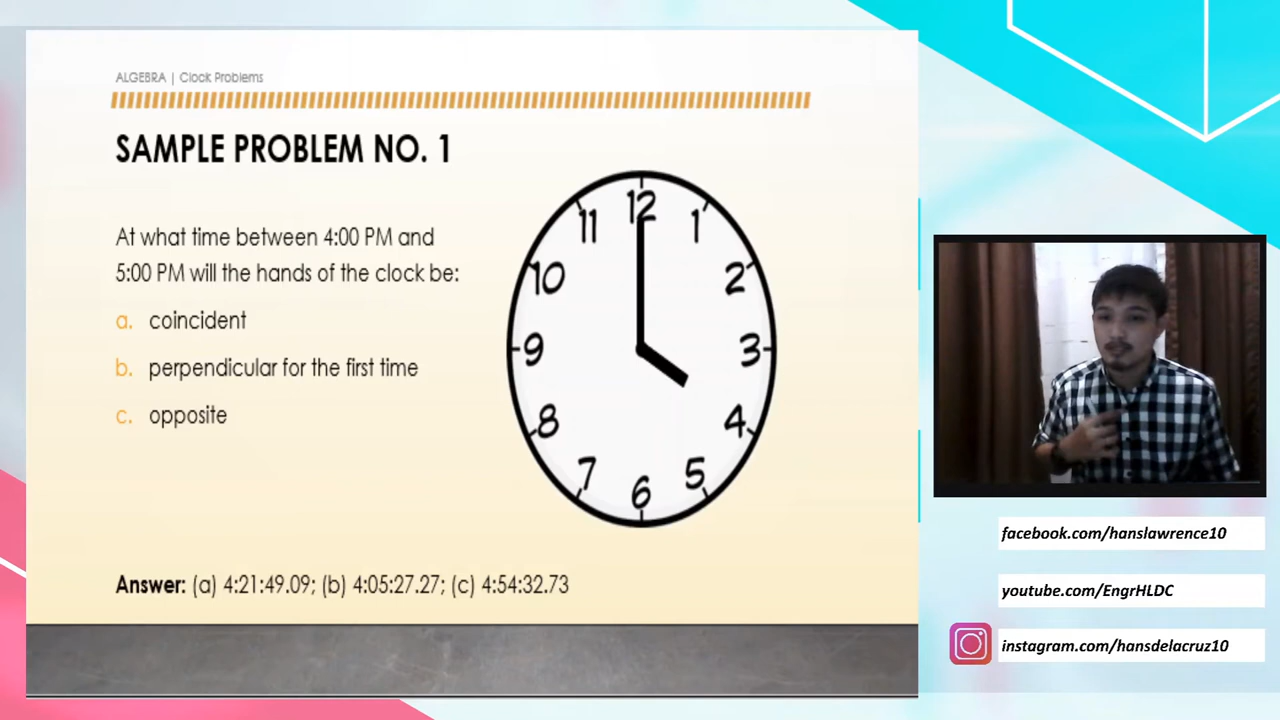 ALGEBRA | Clock Problems
SAMPLE PROBLEM NO. 1
At what time between 4:00 PM and
5:00 PM will the hands of the clock be:
a. coincident
b. perpendicular for the first time
c. opposite
12
11
1
10
2
9
3
8
4
7
5
6
Answer: (a) 4:21:49.09; (b) 4:05:27.27; (c) 4:54:32.73
facebook.com/hanslawrence10
youtube.com/EngrHLDC
instagram.com/hansdelacruz10